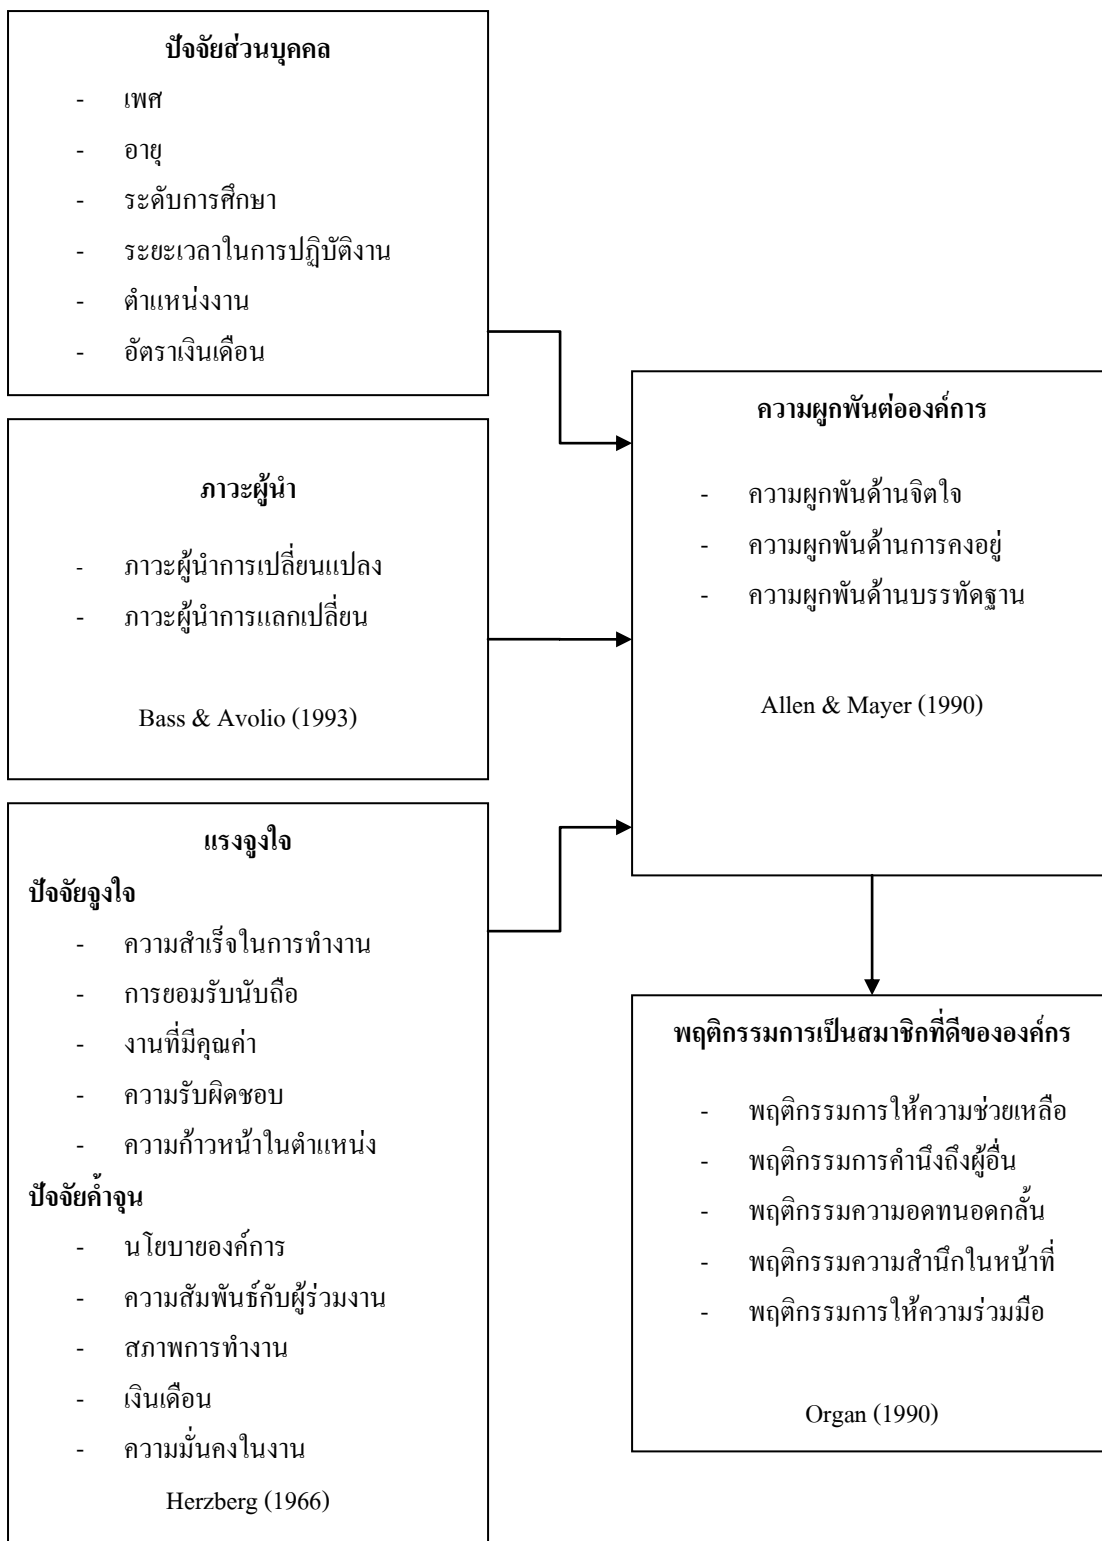 ปัจจัยส่วนบุคคล
- เพศ
- อายุ
- ระดับการศึกษา
- ระยะเวลาในการปฏิบัติงาน
- ตำแหน่งงาน
- อัตราเงินเดือน
ภาวะผู้นำ
- ภาวะผู้นำการเปลี่ยนแปลง
- ภาวะผู้นำการแลกเปลี่ยน
Bass & Avolio (1993)
แรงจูงใจ
ปัจจัยจูงใจ
- ความสำเร็จในการทำงาน
- การยอมรับนับถือ
- งานที่มีคุณค่า
- ความรับผิดชอบ
- ความก้าวหน้าในตำแหน่ง
ปัจจัยค้ำจุน
- นโยบายองค์การ
- ความสัมพันธ์กับผู้ร่วมงาน
- สภาพการทำงาน
- เงินเดือน
- ความมั่นคงในงาน
Herzberg (1966)
ความผูกพันต่อองค์การ
- ความผูกพันด้านจิตใจ
- ความผูกพันด้านการคงอยู่
- ความผูกพันด้านบรรทัดฐาน
Allen & Mayer (1990)
พฤติกรรมการเป็นสมาชิกที่ดีขององค์กร
- พฤติกรรมการให้ความช่วยเหลือ
- พฤติกรรมการคำนึงถึงผู้อื่น
- พฤติกรรมความอดทนอดกลั้น
- พฤติกรรมความสำนึกในหน้าที่
- พฤติกรรมการให้ความร่วมมือ
Organ (1990)